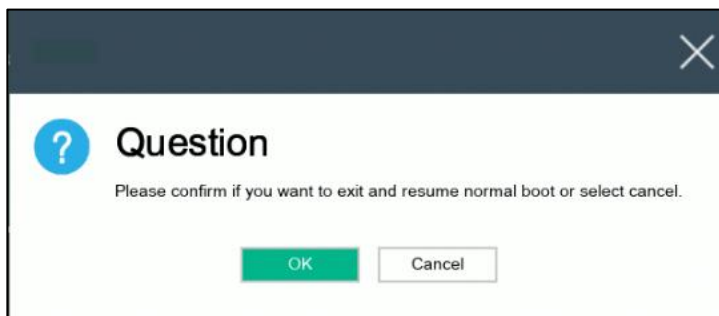 Question
Please confirm if you want to exit and resume normal boot or select cancel.
OK Cancel